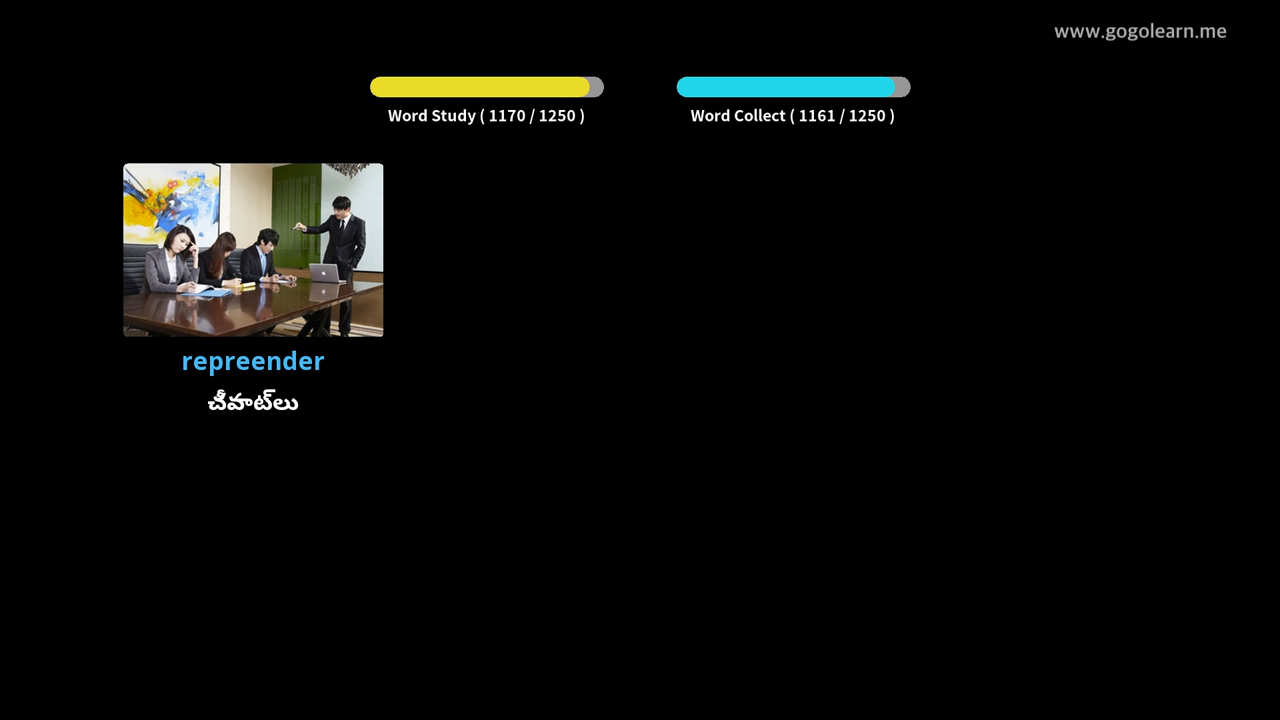 www.gogolearn.me
Word Study ( 1170 / 1250 )
Word Collect ( 1161 / 1250 )
repreender
చీవాట్లు